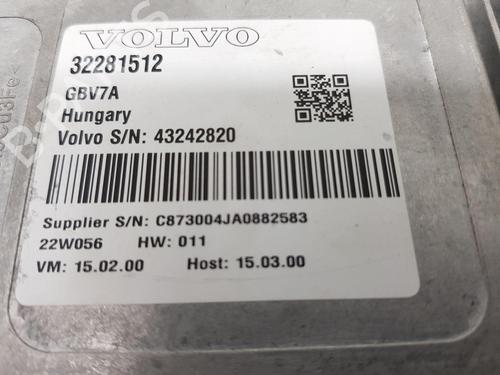 VOLVO
32281512
GBV7A
Hungary
Volvo S/N: 43242820
Supplier S/N: C873004JA0882583
22W056 HW: 011
VM: 15.02.00 Host: 15.03.00